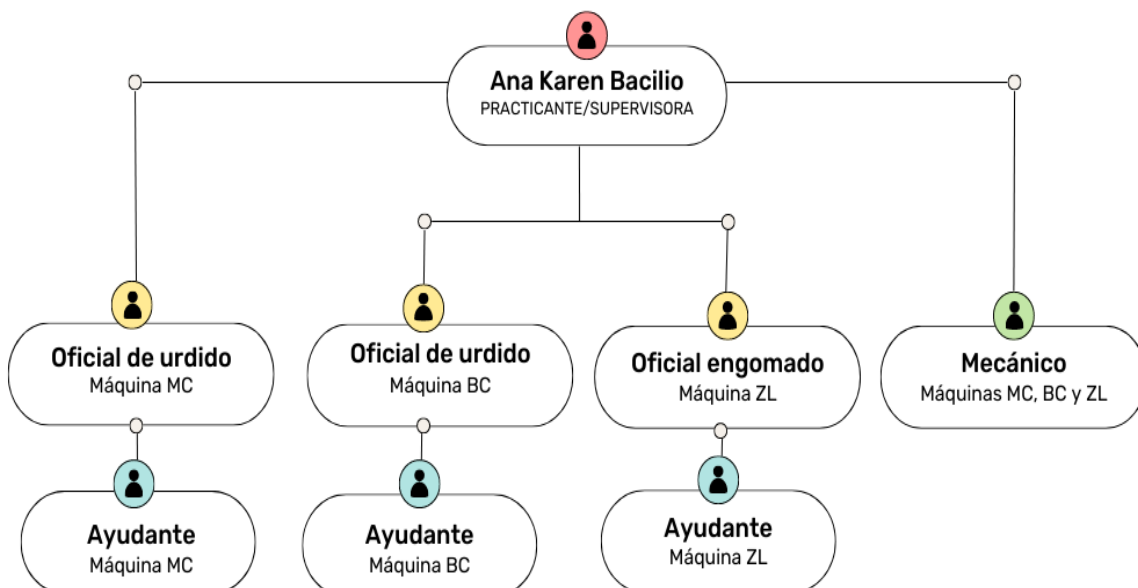 Ana Karen Bacilio
PRACTICANTE/SUPERVISORA
Oficial de urdido
Máquina MC
Oficial de urdido
Máquina BC
Oficial engomado
Máquina ZL
Mecánico
Máquinas MC, BC y ZL
Ayudante
Máquina MC
Ayudante
Máquina BC
Ayudante
Máquina ZL